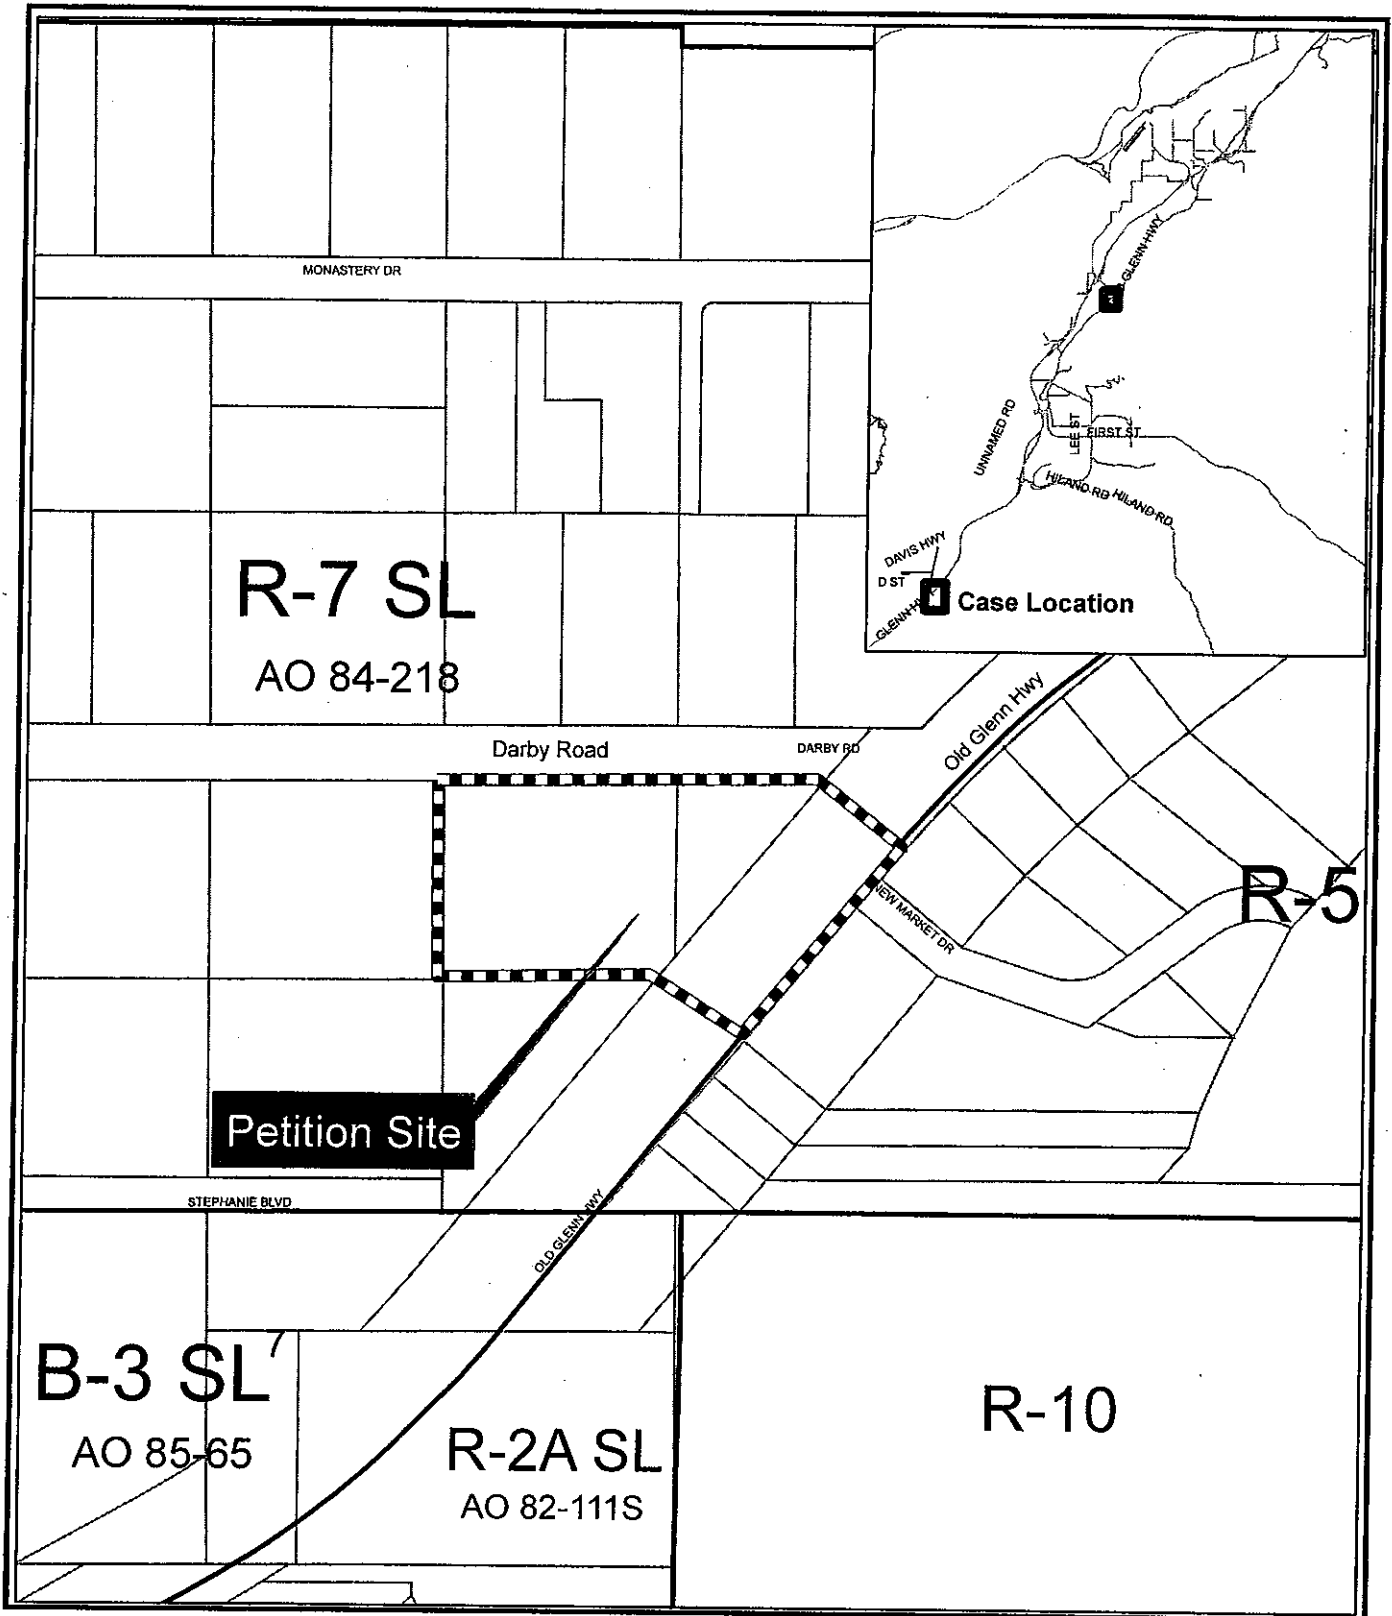 MONASTERY DR
GLENN HWY
UNNAMED RD
LEE ST
FIRST ST
HILAND RD
HILAND RD
DAVIS HWY
D ST
GLENN HWY
Case Location
R-7 SL
AO 84-218
Old Glenn Hwy
Darby Road
DARBY RD
NEW MARKET DR
R-5
Petition Site
STEPHANIE BLVD
OLD GLENN HWY
B-3 SL
AO 85-65
R-2A SL
AO 82-111S
R-10